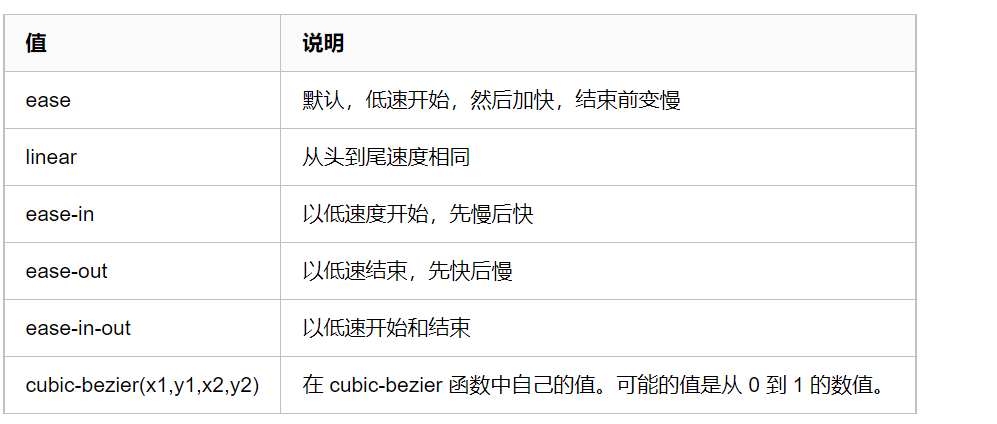 值 说明
ease 默认，低速开始，然后加快，结束前变慢
linear 从头到尾速度相同
ease-in 以低速度开始，先慢后快
ease-out 以低速结束，先快后慢
ease-in-out 以低速开始和结束
cubic-bezier(x1,y1,x2,y2) 在 cubic-bezier 函数中自己的值。可能的值是从 0 到 1 的数值。